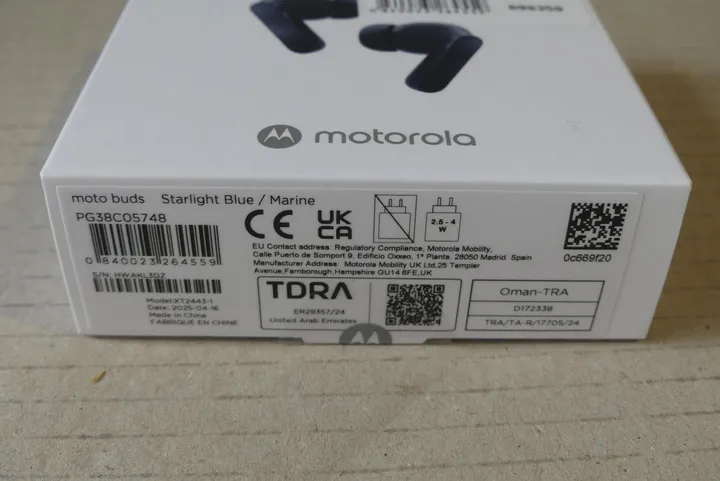 motorola
moto buds Starlight Blue / Marine
PG38C05748
0 840023 264559
S/N: HWAKL3DZ
Model:XT2443-1
Date: 2025-04-16
Made in China
FABRIQUÉ EN CHINE
CE
UK
CA
2.5 - 4
W
EU Contact address: Regulatory Compliance, Motorola Mobility,
Calle Puerto de Somport 9, Edificio Oxxeo, 1ª Planta, 28050 Madrid. Spain
Manufacturer Address: Motorola Mobility UK Ltd,25 Templer
Avenue,Farnborough,Hampshire GU14 6FE,UK
TDRA
ER29357/24
United Arab Emirates
0c669f20
Oman-TRA
D172338
TRA/TA-R/17705/24